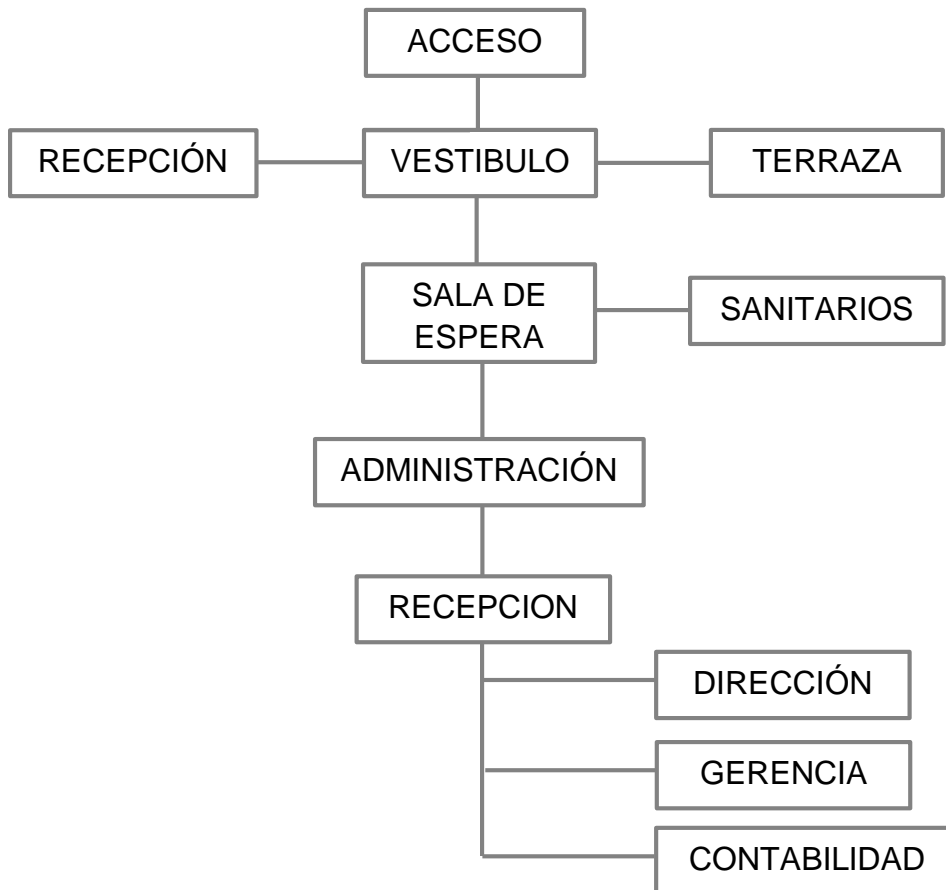 ACCESO
RECEPCIÓN
VESTIBULO
TERRAZA
SALA DE
ESPERA
SANITARIOS
ADMINISTRACIÓN
RECEPCION
DIRECCIÓN
GERENCIA
CONTABILIDAD